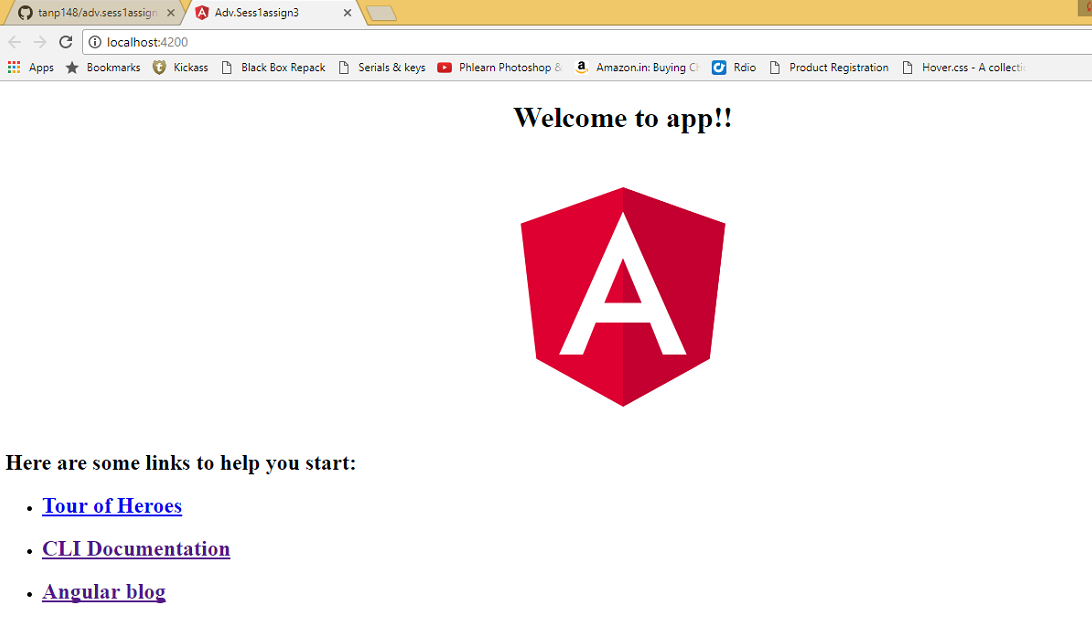 tanp148/adv.sess1assign
Adv.Sess1assign3
localhost:4200
Apps Bookmarks Kickass Black Box Repack Serials & keys Phlearn Photoshop & Amazon.in: Buying Rdio Product Registration Hover.css - A collecti
Welcome to app!!
A
Here are some links to help you start:
Tour of Heroes
CLI Documentation
Angular blog